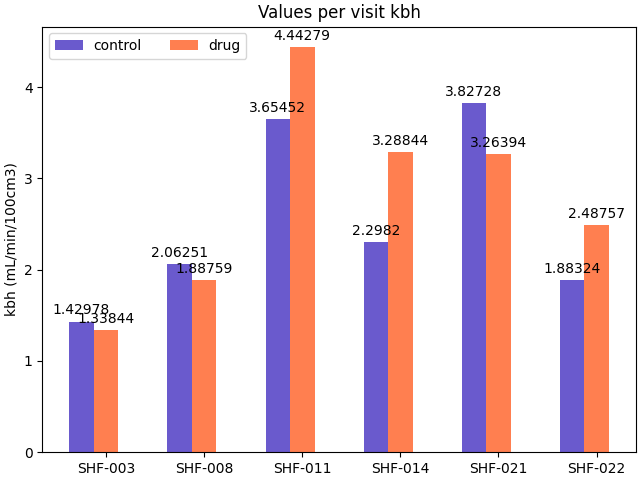 Values per visit kbh
control
drug
kbh (mL/min/100cm3)
4
3
2
1
0
1.42978
1.33844
2.06251
1.88759
3.65452
4.44279
2.2982
3.28844
3.82728
3.26394
1.88324
2.48757
SHF-003
SHF-008
SHF-011
SHF-014
SHF-021
SHF-022